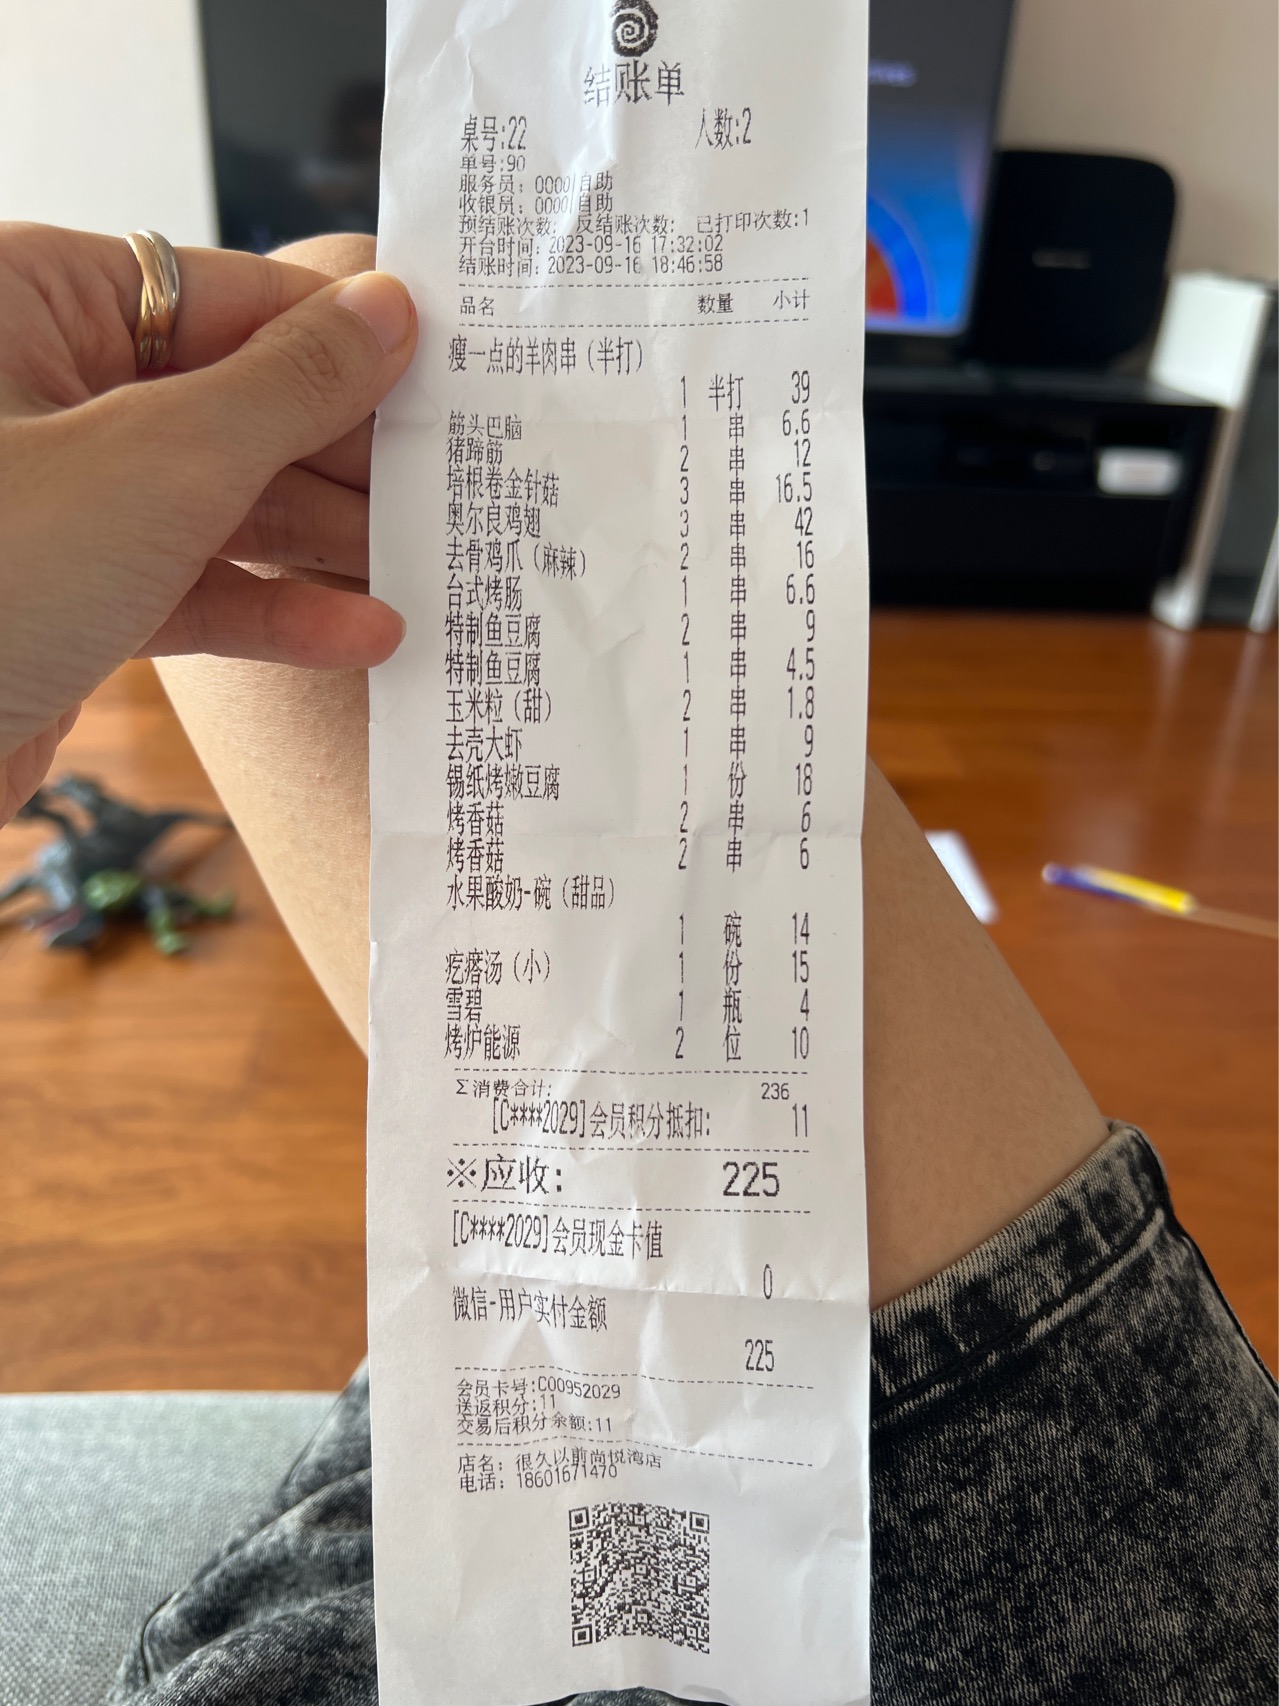 结账单
桌号:22 人数:2
单号:90
服务员: 0000/自助
收银员: 0000/自助
预结账次数: 反结账次数: 已打印次数:1
开台时间: 2023-09-16 17:32:02
结账时间: 2023-09-16 18:46:58
品名 数量 小计
瘦一点的羊肉串(半打)
1 半打 39
筋头巴脑 1 串 6.6
猪蹄筋 2 串 12
培根卷金针菇 3 串 16.5
奥尔良鸡翅 3 串 42
去骨鸡爪(麻辣) 2 串 16
台式烤肠 1 串 6.6
特制鱼豆腐 2 串 9
特制鱼豆腐 1 串 4.5
玉米粒(甜) 2 串 1.8
去壳大虾 1 串 9
锡纸烤嫩豆腐 1 份 18
烤香菇 2 串 6
烤香菇 2 串 6
水果酸奶-碗(甜品)
1 碗 14
疙瘩汤(小) 1 份 15
雪碧 1 瓶 4
烤炉能源 2 位 10
Σ消费合计: 236
[C****2029]会员积分抵扣: 11
※应收: 225
[C****2029]会员现金卡值
0
微信-用户实付金额
225
会员卡号:C00952029
送返积分:11
交易后积分余额:11
店名: 很久以前尚悦湾店
电话: 18601671470